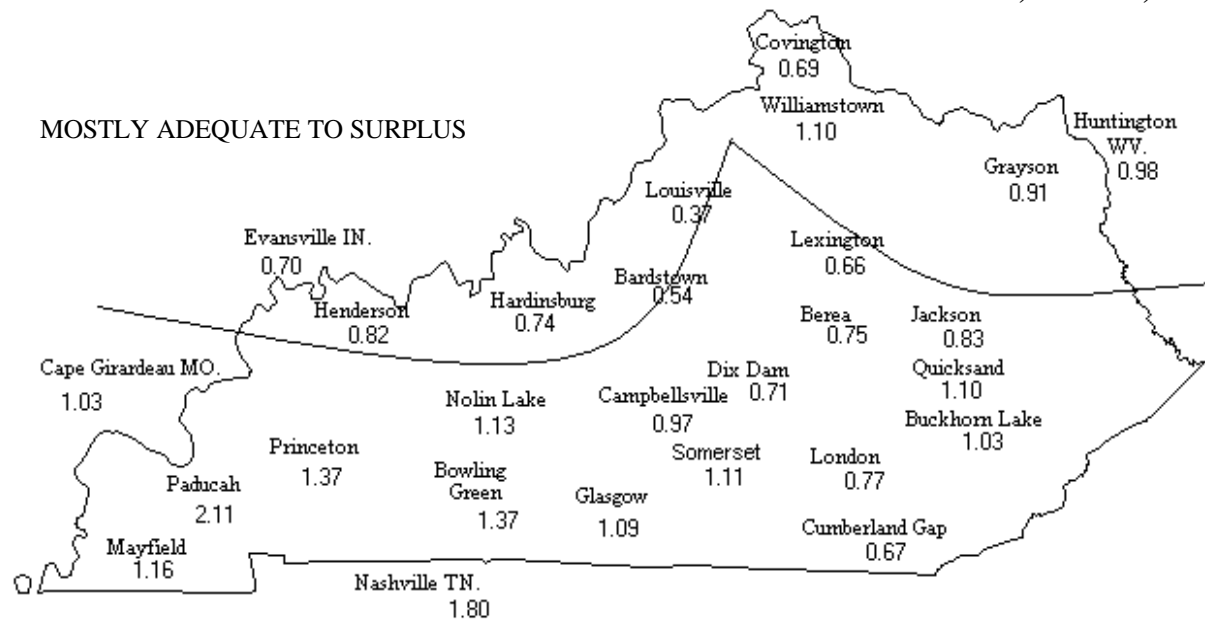 Covington
0.69
Williamstown
1.10
MOSTLY ADEQUATE TO SURPLUS
Huntington
WV.
0.98
Grayson
0.91
Louisville
0.37
Evansville IN.
0.70
Lexington
0.66
Bardstown
0.54
Henderson
0.82
Hardinsburg
0.74
Berea
0.75
Jackson
0.83
Cape Girardeau MO.
1.03
Dix Dam
0.71
Quicksand
1.10
Nolin Lake
1.13
Campbellsville
0.97
Buckhorn Lake
1.03
Princeton
1.37
Somerset
1.11
London
0.77
Paducah
2.11
Bowling
Green
1.37
Glasgow
1.09
Cumberland Gap
0.67
Mayfield
1.16
Nashville TN.
1.80